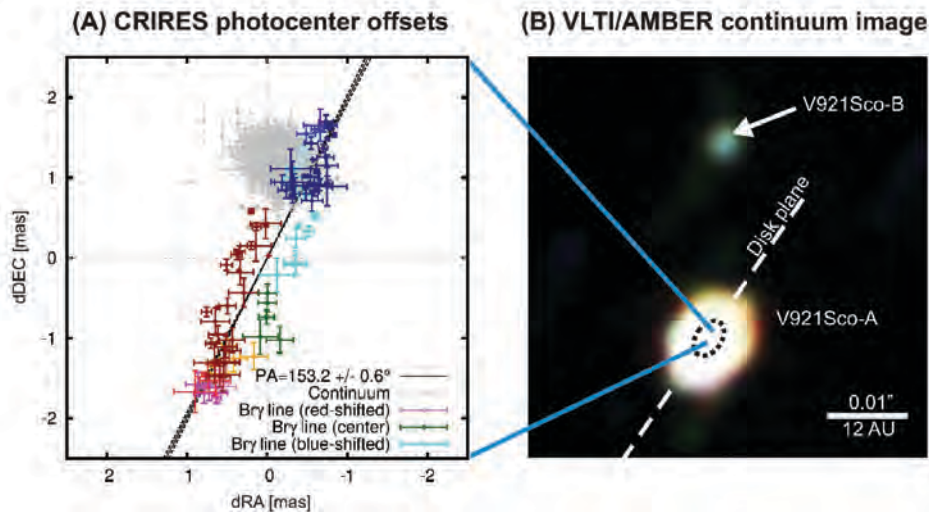 (A) CRIRES photocenter offsets
(B) VLTI/AMBER continuum image
2
1
0
-1
-2
dDEC [mas]
PA=153.2 +/- 0.6°
Continuum
Brγ line (red-shifted)
Brγ line (center)
Brγ line (blue-shifted)
2
1
0
-1
-2
dRA [mas]
V921Sco-B
Disk plane
V921Sco-A
0.01"
12 AU